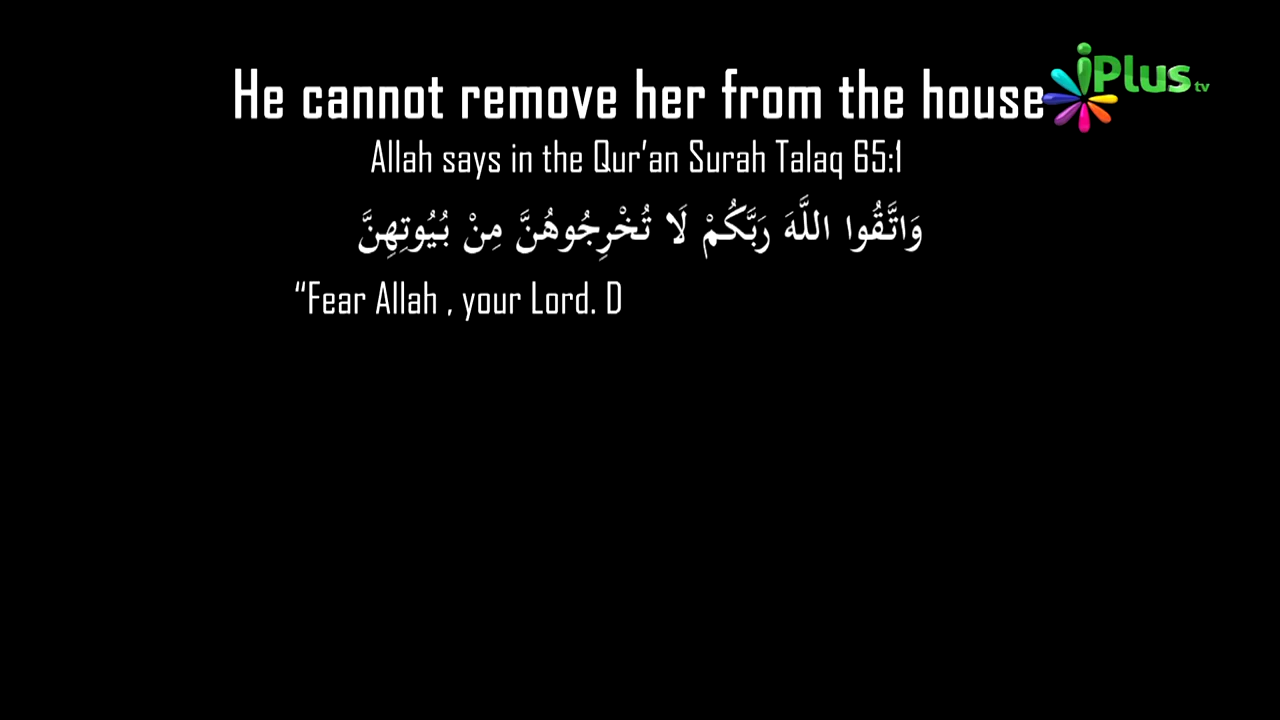 He cannot remove her from the house
iPlus tv
Allah says in the Qur'an Surah Talaq 65:1
وَاتَّقُوا اللَّهَ رَبَّكُمْ لَا تُخْرِجُوهُنَّ مِنْ بُيُوتِهِنَّ
“Fear Allah , your Lord. D